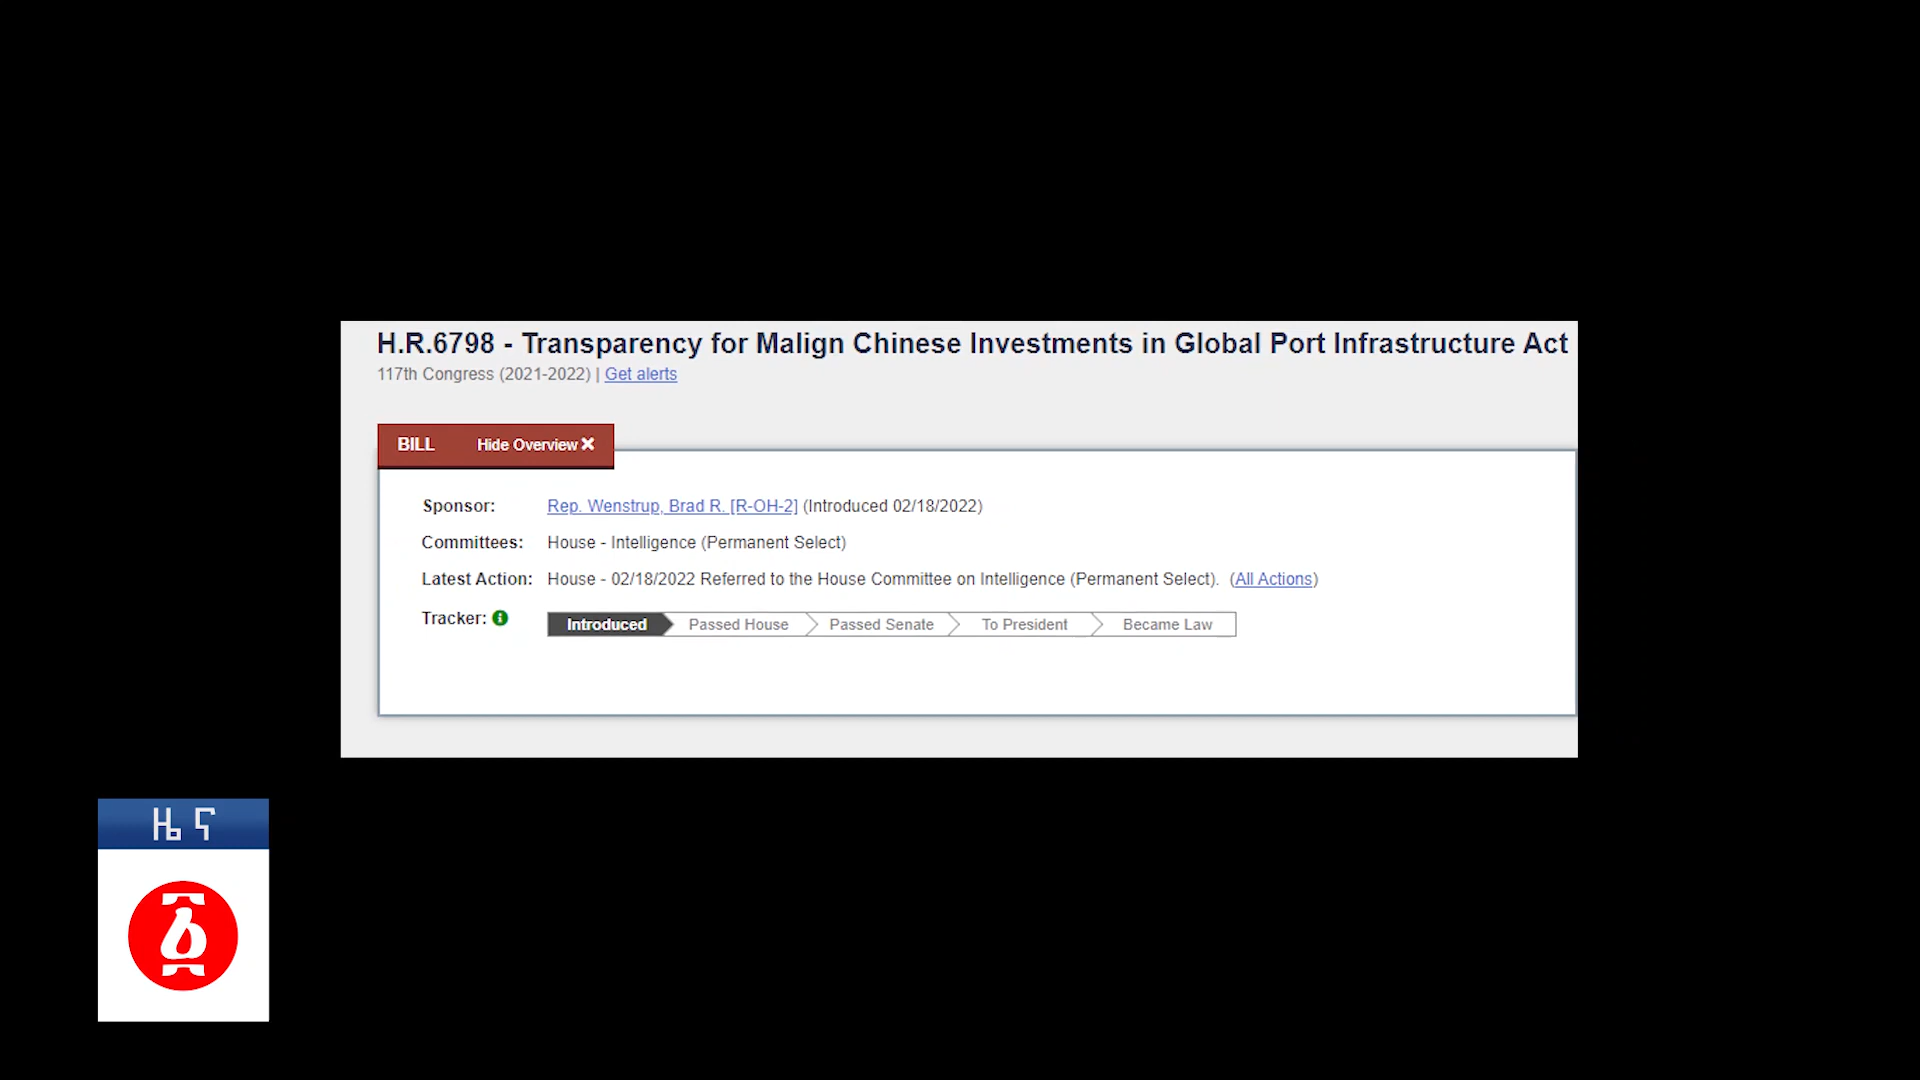 H.R.6798 - Transparency for Malign Chinese Investments in Global Port Infrastructure Act
117th Congress (2021-2022) | Get alerts
BILL Hide Overview ✕
Sponsor: Rep. Wenstrup, Brad R. [R-OH-2] (Introduced 02/18/2022)
Committees: House - Intelligence (Permanent Select)
Latest Action: House - 02/18/2022 Referred to the House Committee on Intelligence (Permanent Select). (All Actions)
Tracker:
Introduced Passed House Passed Senate To President Became Law
ዜና